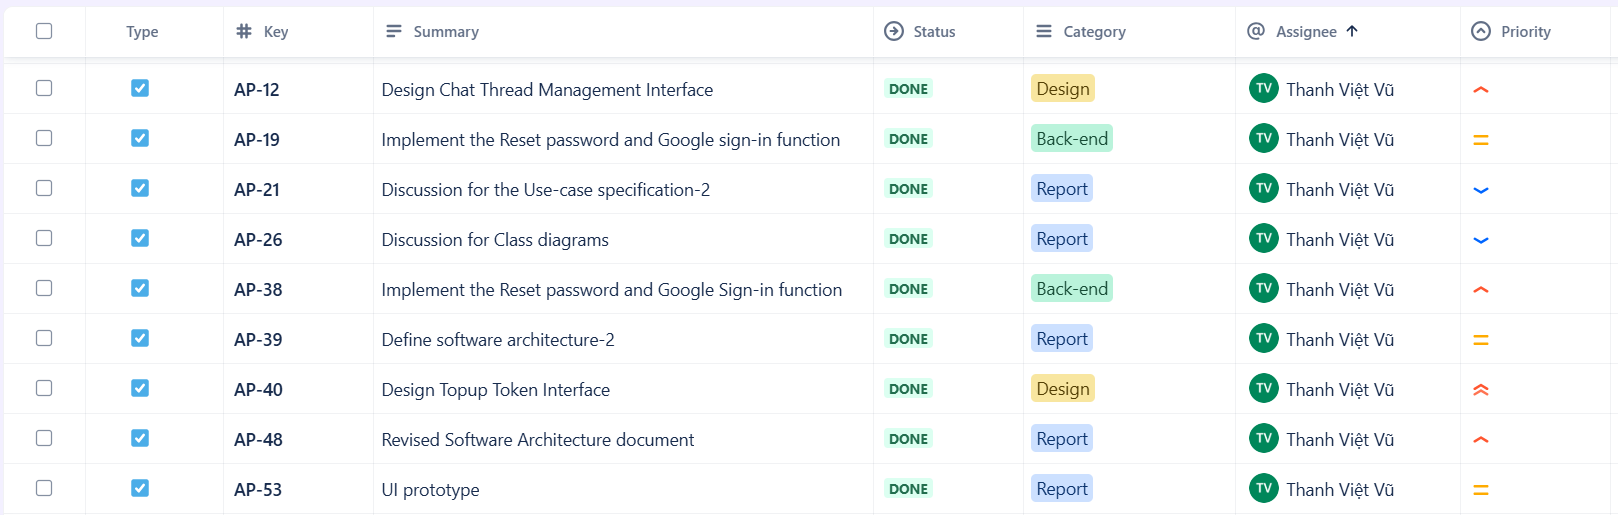 Type Key Summary Status Category @ Assignee Priority
AP-12 Design Chat Thread Management Interface DONE Design TV Thanh Việt Vũ
AP-19 Implement the Reset password and Google sign-in function DONE Back-end TV Thanh Việt Vũ
AP-21 Discussion for the Use-case specification-2 DONE Report TV Thanh Việt Vũ
AP-26 Discussion for Class diagrams DONE Report TV Thanh Việt Vũ
AP-38 Implement the Reset password and Google Sign-in function DONE Back-end TV Thanh Việt Vũ
AP-39 Define software architecture-2 DONE Report TV Thanh Việt Vũ
AP-40 Design Topup Token Interface DONE Design TV Thanh Việt Vũ
AP-48 Revised Software Architecture document DONE Report TV Thanh Việt Vũ
AP-53 UI prototype DONE Report TV Thanh Việt Vũ